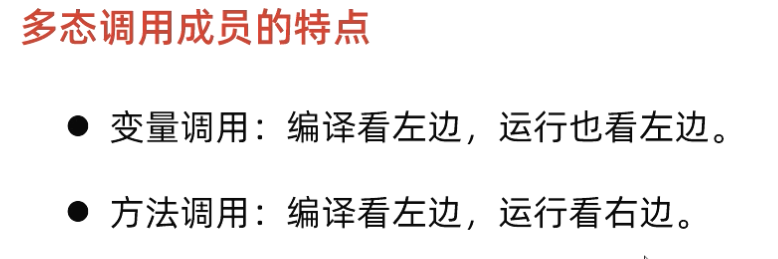 多态调用成员的特点
● 变量调用：编译看左边，运行也看左边。
● 方法调用：编译看左边，运行看右边。